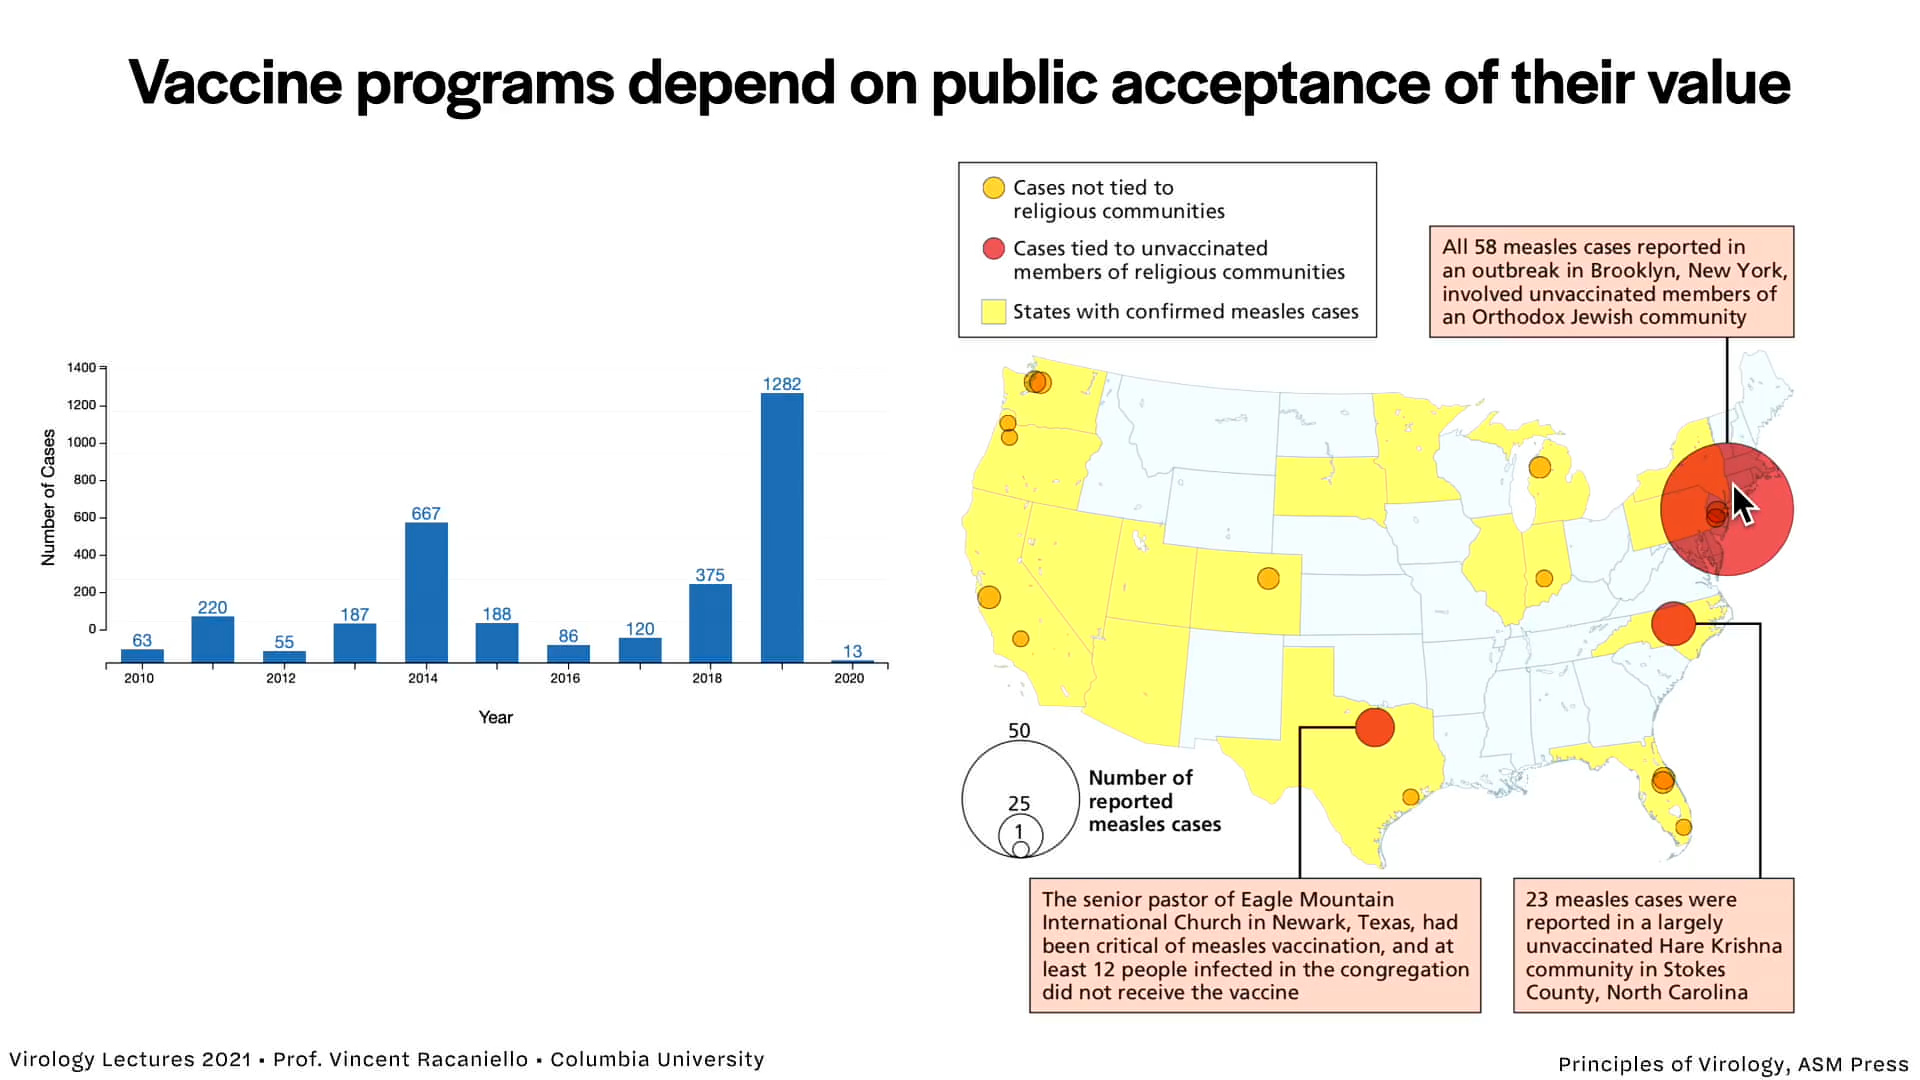 Vaccine programs depend on public acceptance of their value
1400
1200
1000
800
600
400
200
0
Number of Cases
63
220
55
187
667
188
86
120
375
1282
13
2010
2012
2014
2016
2018
2020
Year
Cases not tied to
religious communities
Cases tied to unvaccinated
members of religious communities
States with confirmed measles cases
All 58 measles cases reported in
an outbreak in Brooklyn, New York,
involved unvaccinated members of
an Orthodox Jewish community
50
25
1
Number of
reported
measles cases
The senior pastor of Eagle Mountain
International Church in Newark, Texas, had
been critical of measles vaccination, and at
least 12 people infected in the congregation
did not receive the vaccine
23 measles cases were
reported in a largely
unvaccinated Hare Krishna
community in Stokes
County, North Carolina
Virology Lectures 2021 • Prof. Vincent Racaniello • Columbia University
Principles of Virology, ASM Press